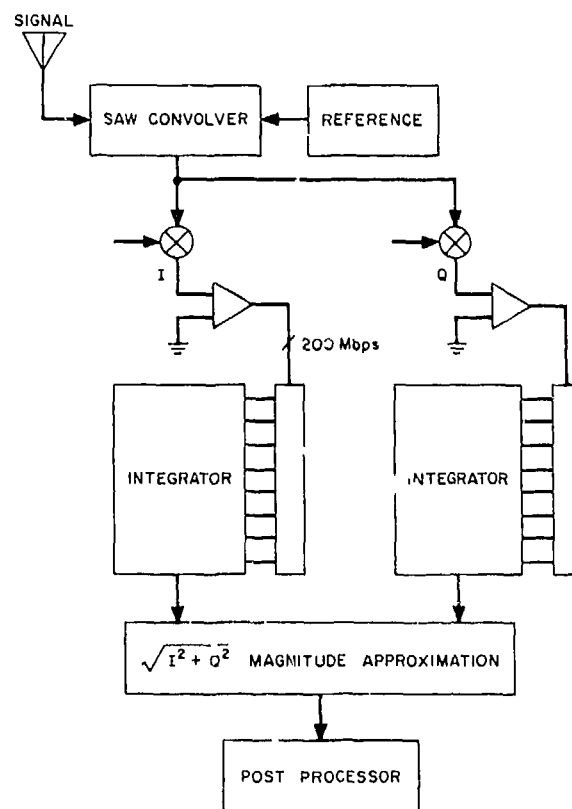 SIGNAL
SAW CONVOLVER
REFERENCE
I
Q
200 Mbps
INTEGRATOR
INTEGRATOR
√I² + Q² MAGNITUDE APPROXIMATION
POST PROCESSOR